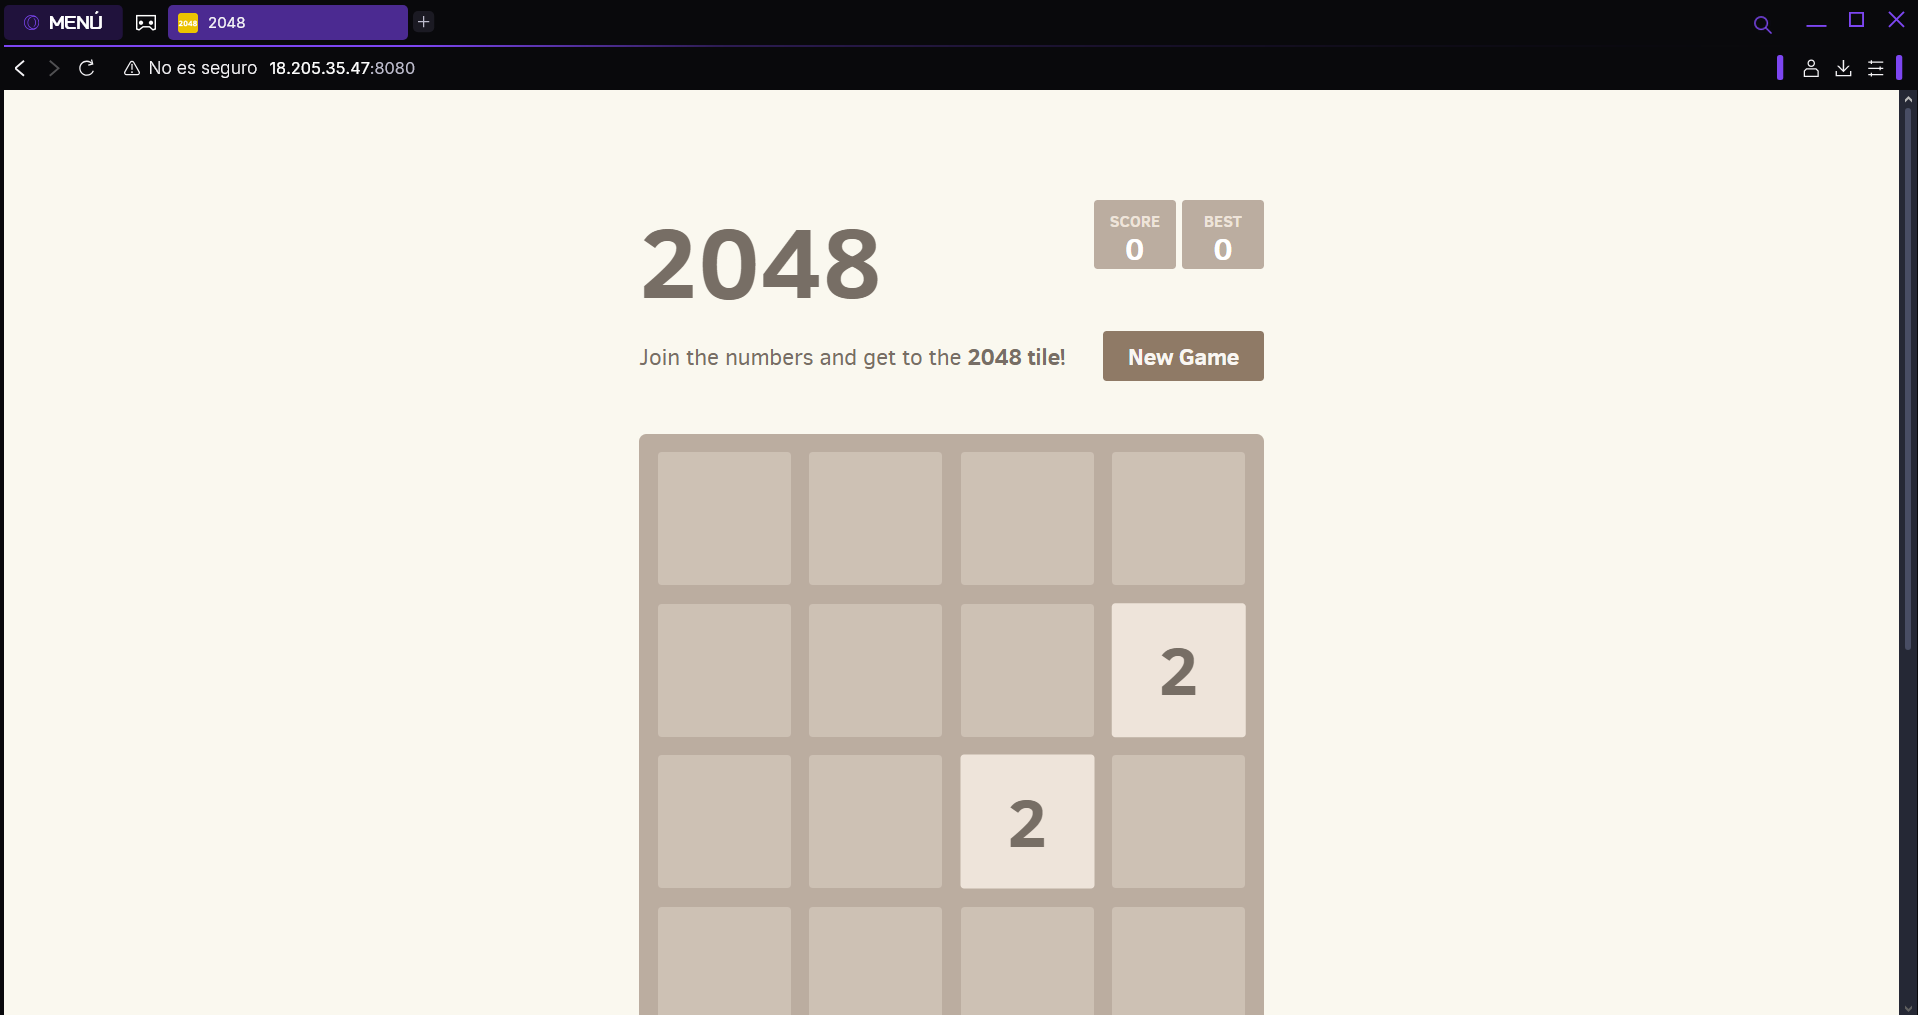 MENÚ
2048 2048
No es seguro 18.205.35.47:8080
2048
SCORE
0
BEST
0
Join the numbers and get to the 2048 tile!
New Game
2
2